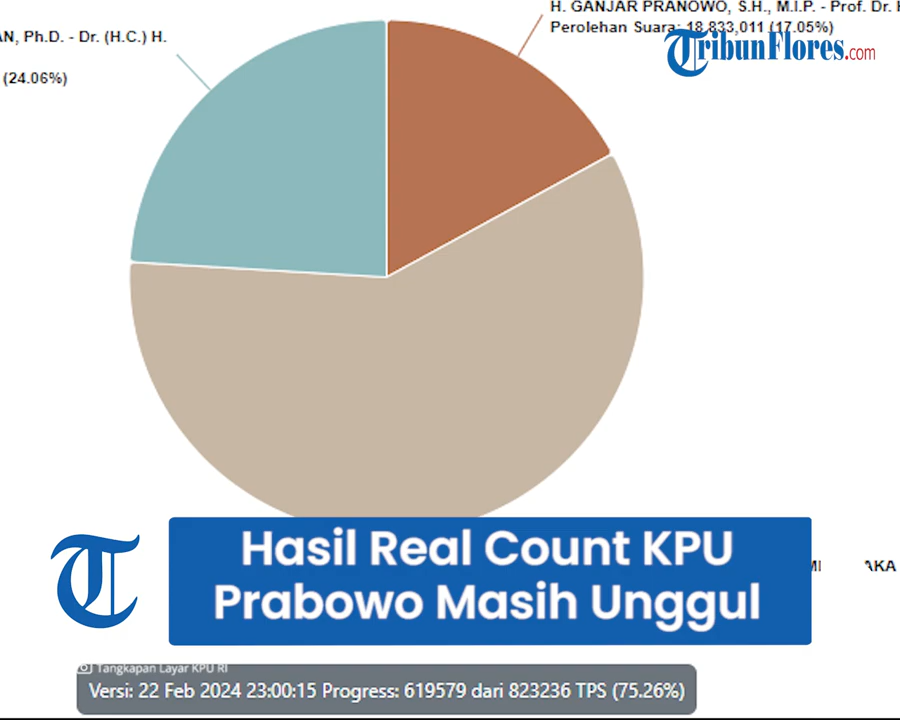 H. GANJAR PRANOWO, S.H., M.I.P. - Prof. Dr.
Perolehan Suara: 18,833,011 (17.05%)
TribunFlores.com
AN, Ph.D. - Dr. (H.C.) H.
(24.06%)
Hasil Real Count KPU
Prabowo Masih Unggul
AKA
T
Tangkapan Layar KPU RI
Versi: 22 Feb 2024 23:00:15 Progress: 619579 dari 823236 TPS (75.26%)